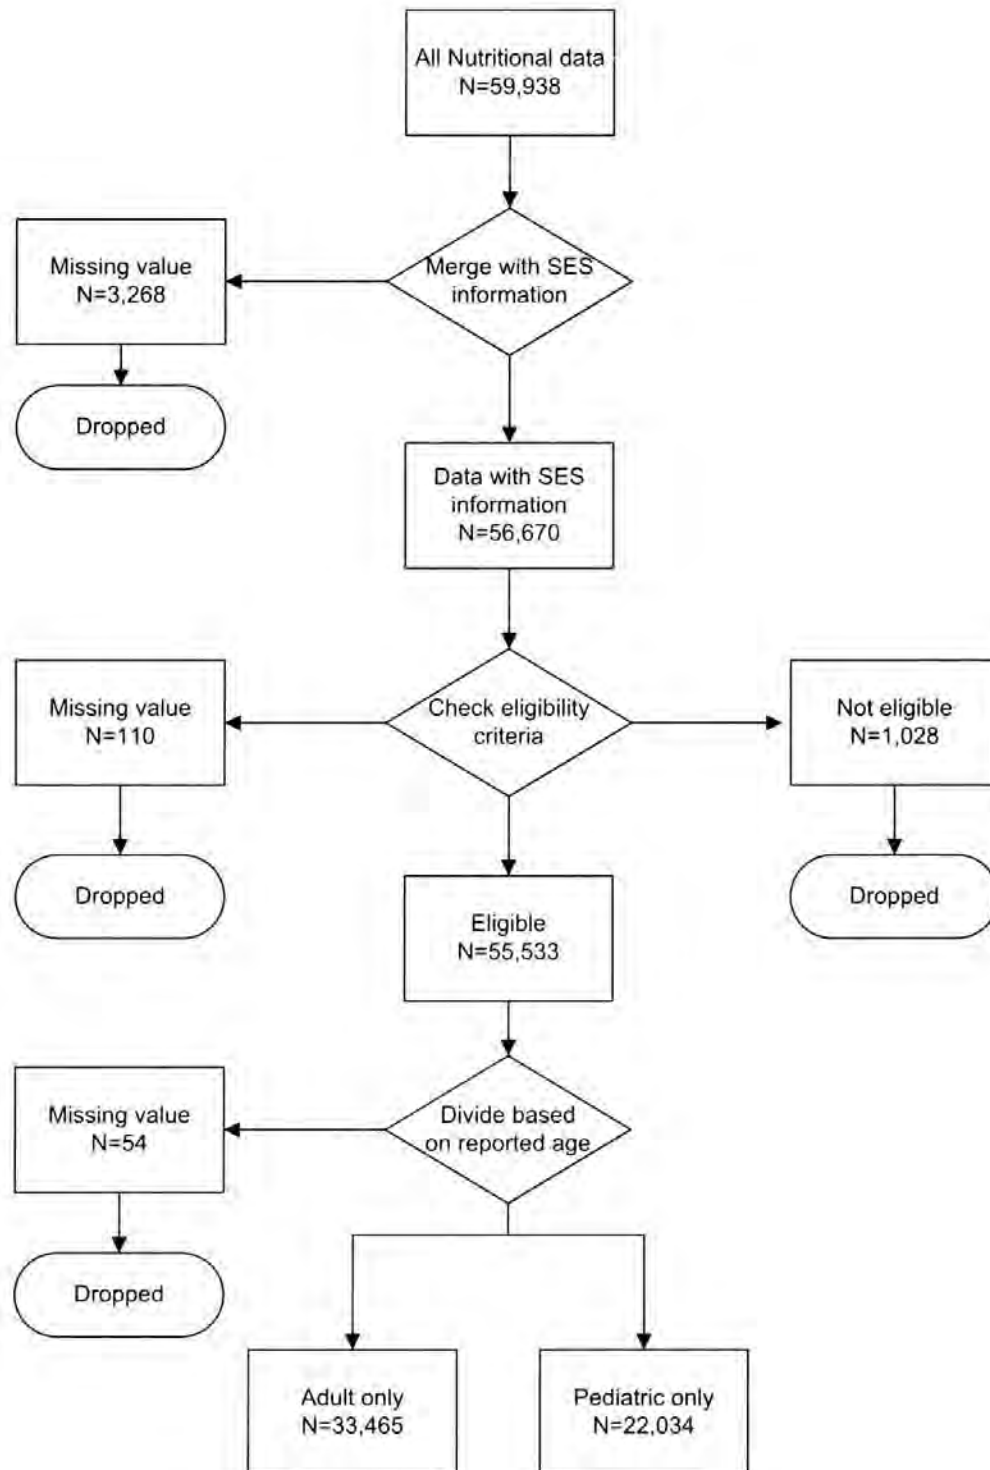 All Nutritional data
N=59,938
Merge with SES
information
Missing value
N=3,268
Dropped
Data with SES
information
N=56,670
Check eligibility
criteria
Missing value
N=110
Not eligible
N=1,028
Dropped
Dropped
Eligible
N=55,533
Divide based
on reported age
Missing value
N=54
Dropped
Adult only
N=33,465
Pediatric only
N=22,034